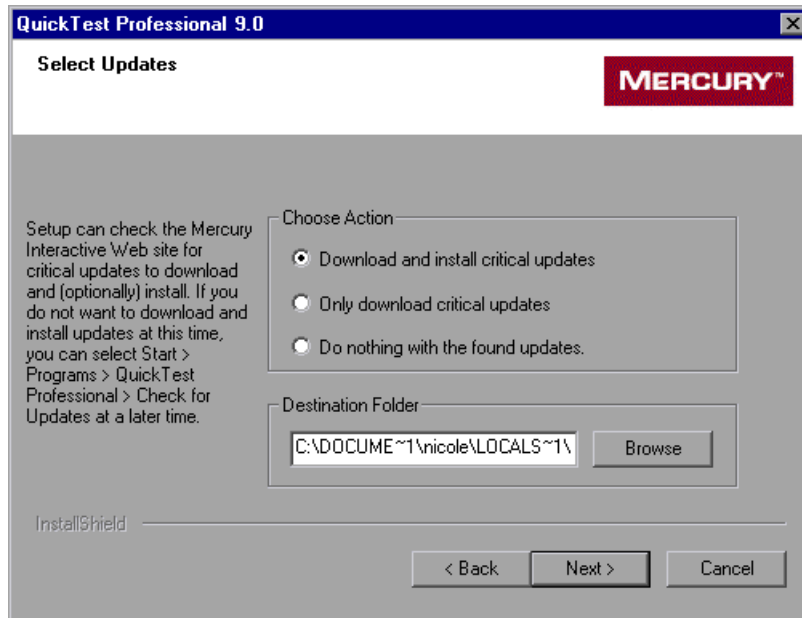 QuickTest Professional 9.0
Select Updates
MERCURY™
Setup can check the Mercury
Interactive Web site for
critical updates to download
and (optionally) install. If you
do not want to download and
install updates at this time,
you can select Start >
Programs > QuickTest
Professional > Check for
Updates at a later time.
Choose Action
Download and install critical updates
Only download critical updates
Do nothing with the found updates.
Destination Folder
C:\DOCUME~1\nicole\LOCALS~1\
Browse
InstallShield
< Back
Next >
Cancel